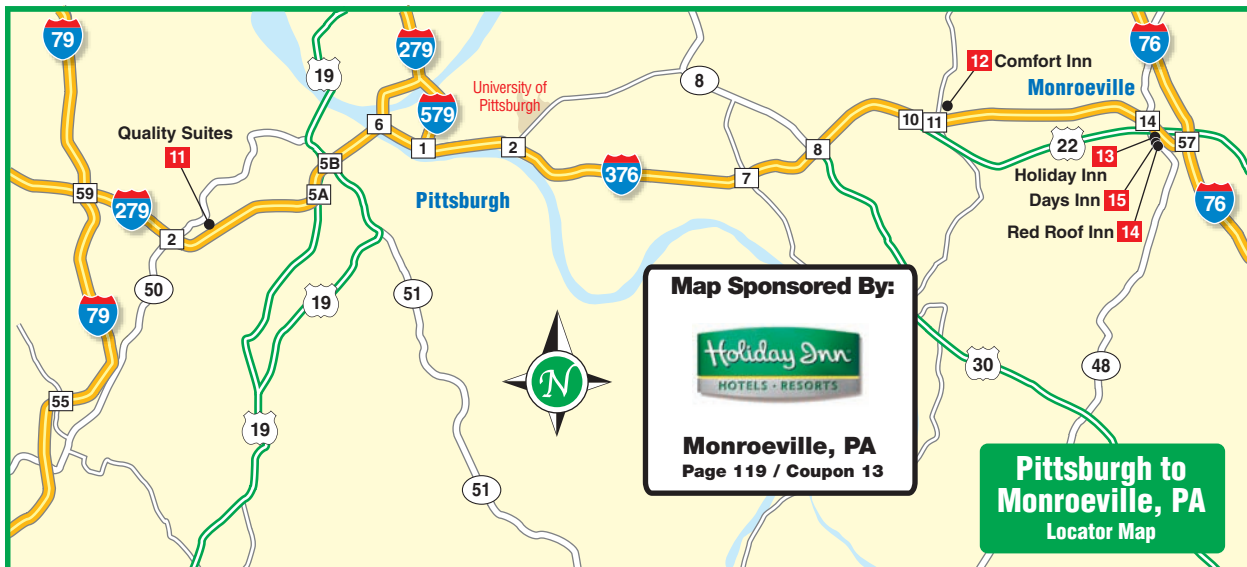 79
19
279
579
6
1
2
University of
Pittsburgh
8
12 Comfort Inn
Monroeville
76
10
11
14
22
57
13
Holiday Inn
Days Inn 15
Red Roof Inn 14
76
Quality Suites
11
5B
5A
59
279
2
Pittsburgh
376
7
8
50
79
19
51
55
19
51
N
30
48
Map Sponsored By:
Holiday Inn
HOTELS • RESORTS
Monroeville, PA
Page 119 / Coupon 13
Pittsburgh to
Monroeville, PA
Locator Map